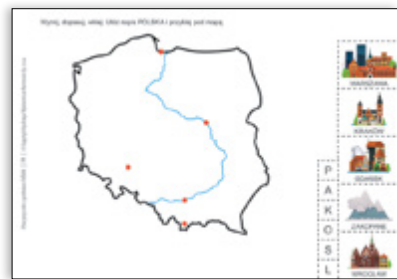 Wytnij, dopasuj, wklej. Ułóż napis POLSKA i przyklej pod mapą.
WARSZAWA
KRAKÓW
GDAŃSK
ZAKOPANE
WROCŁAW
P
A
K
O
S
L